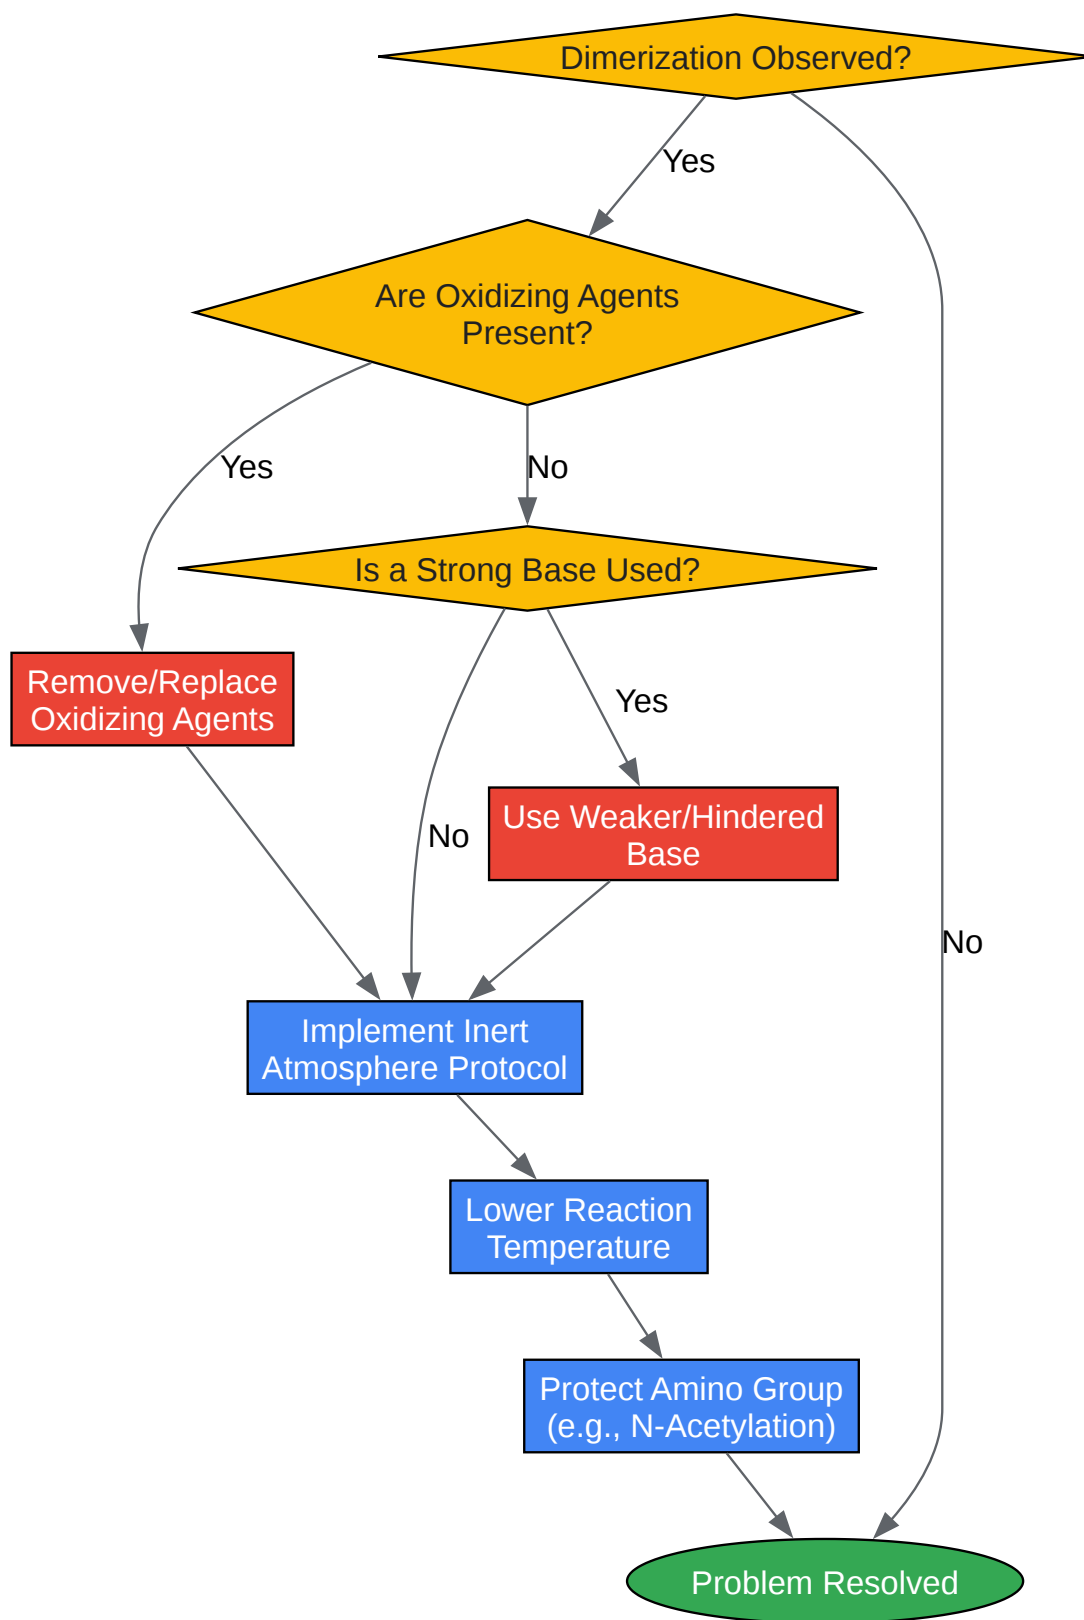 Dimerization Observed?
Yes
Are Oxidizing Agents
Present?
Yes
No
Is a Strong Base Used?
Remove/Replace
Oxidizing Agents
Yes
Use Weaker/Hindered
Base
No
No
Implement Inert
Atmosphere Protocol
Lower Reaction
Temperature
Protect Amino Group
(e.g., N-Acetylation)
Problem Resolved